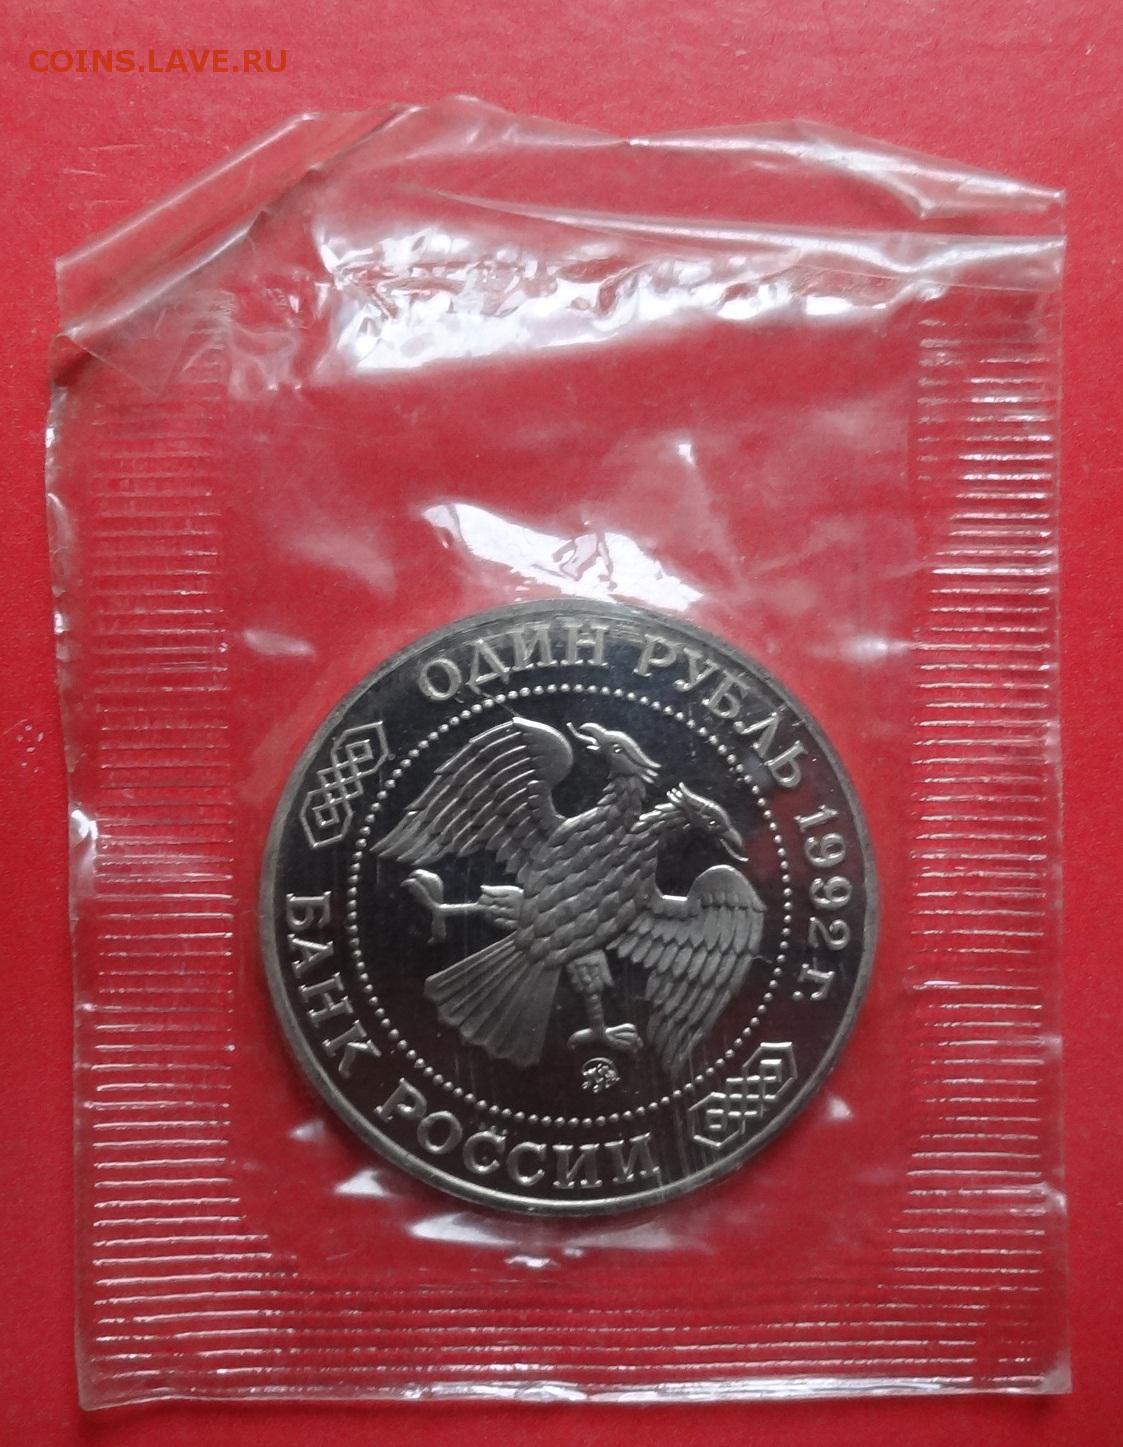 COINS.LAVE.RU
ОДИН РУБЛЬ 1992 г.
БАНК РОССИИ